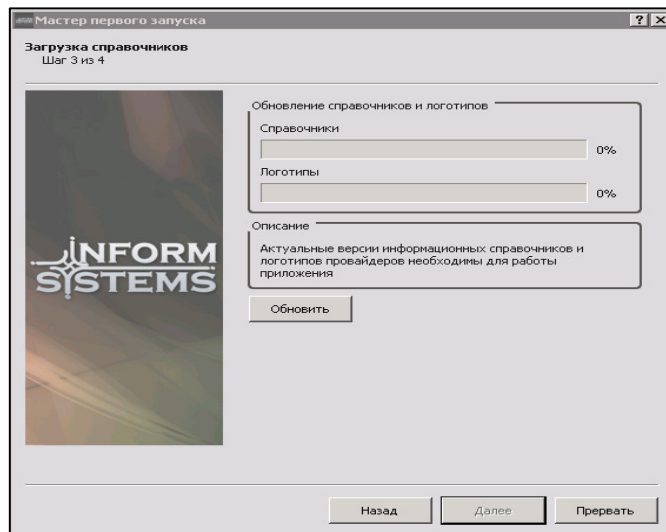 Мастер первого запуска
Загрузка справочников
Шаг 3 из 4
INFORM
SYSTEMS
Обновление справочников и логотипов
Справочники
0%
Логотипы
0%
Описание
Актуальные версии информационных справочников и
логотипов провайдеров необходимы для работы
приложения
Обновить
Назад
Далее
Прервать